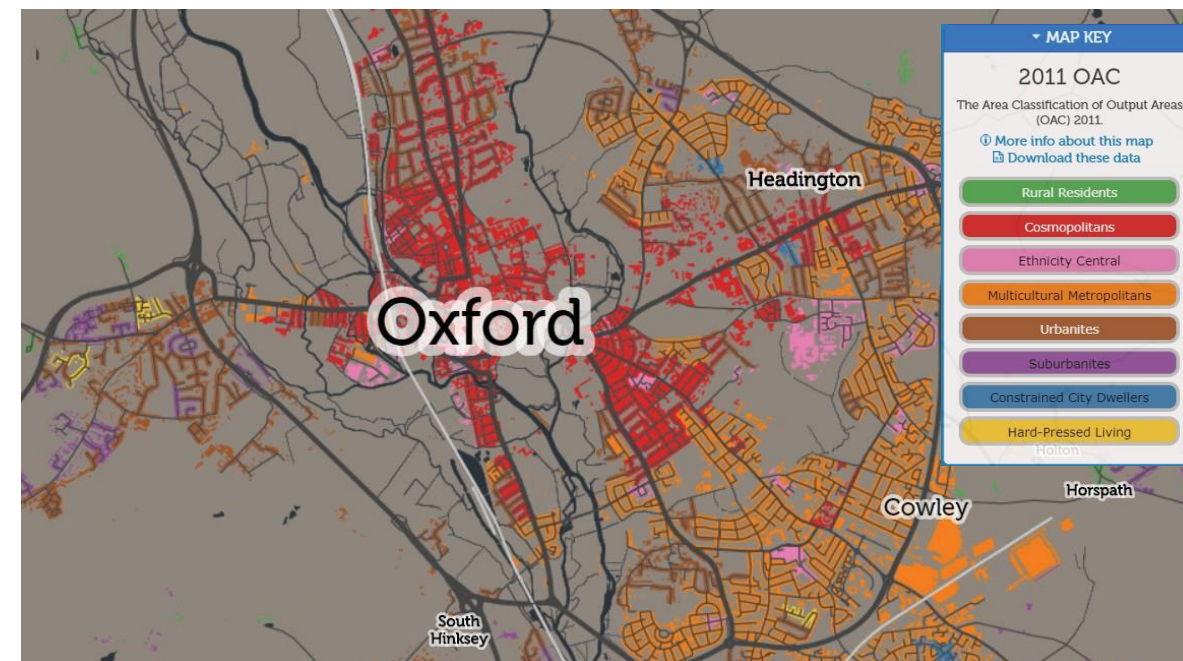 MAP KEY
2011 OAC
The Area Classification of Output Areas
(OAC) 2011.
More info about this map
Download these data
Rural Residents
Cosmopolitans
Ethnicity Central
Multicultural Metropolitans
Urbanites
Suburbanites
Constrained City Dwellers
Hard-Pressed Living
Holton
Headington
Oxford
Horspath
Cowley
South
Hinksey